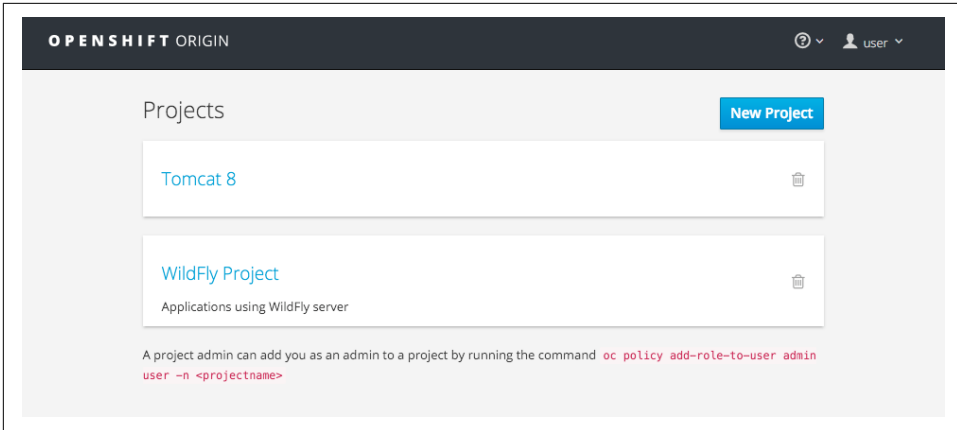 OPENSHIFT ORIGIN
user
Projects
New Project
Tomcat 8
WildFly Project
Applications using WildFly server
A project admin can add you as an admin to a project by running the command oc policy add-role-to-user admin
user -n <projectname>